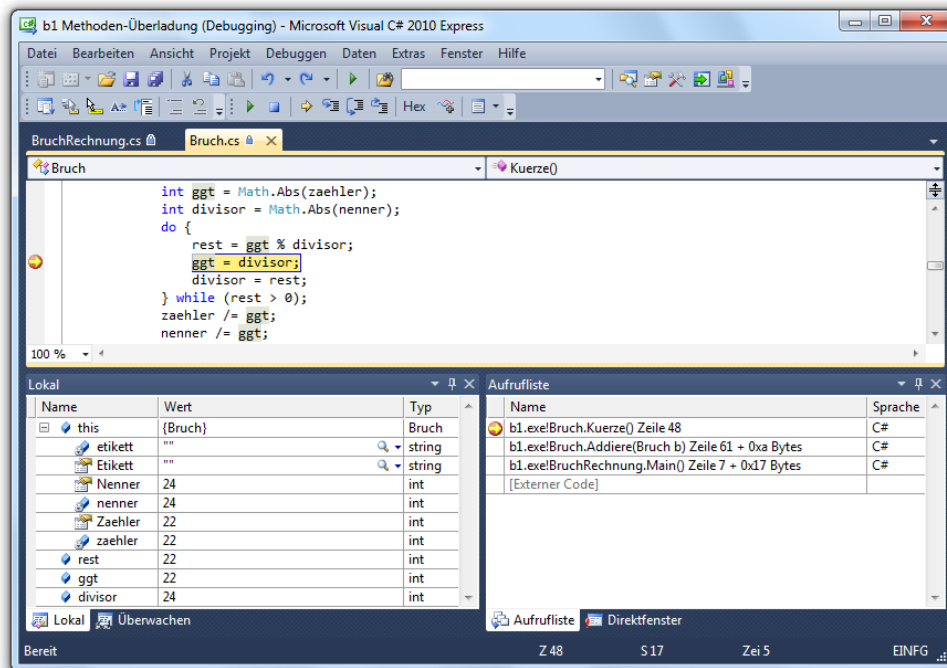 b1 Methoden-Überladung (Debugging) - Microsoft Visual C# 2010 Express
Datei Bearbeiten Ansicht Projekt Debuggen Daten Extras Fenster Hilfe
Hex
BruchRechnung.cs Bruch.cs
Bruch Kuerze()
int ggt = Math.Abs(zaehler);
int divisor = Math.Abs(nenner);
do {
rest = ggt % divisor;
ggt = divisor;
divisor = rest;
} while (rest > 0);
zaehler /= ggt;
nenner /= ggt;
100 %
Lokal
Name Wert Typ
this {Bruch} Bruch
etikett "" string
Etikett "" string
Nenner 24 int
nenner 24 int
Zaehler 22 int
zaehler 22 int
rest 22 int
ggt 22 int
divisor 24 int
Lokal Überwachen
Aufrufliste
Name Sprache
b1.exe!Bruch.Kuerze() Zeile 48 C#
b1.exe!Bruch.Addiere(Bruch b) Zeile 61 + 0xa Bytes C#
b1.exe!BruchRechnung.Main() Zeile 7 + 0x17 Bytes C#
[Externer Code]
Aufrufliste Direktfenster
Bereit Z 48 S 17 Zei 5 EINFG